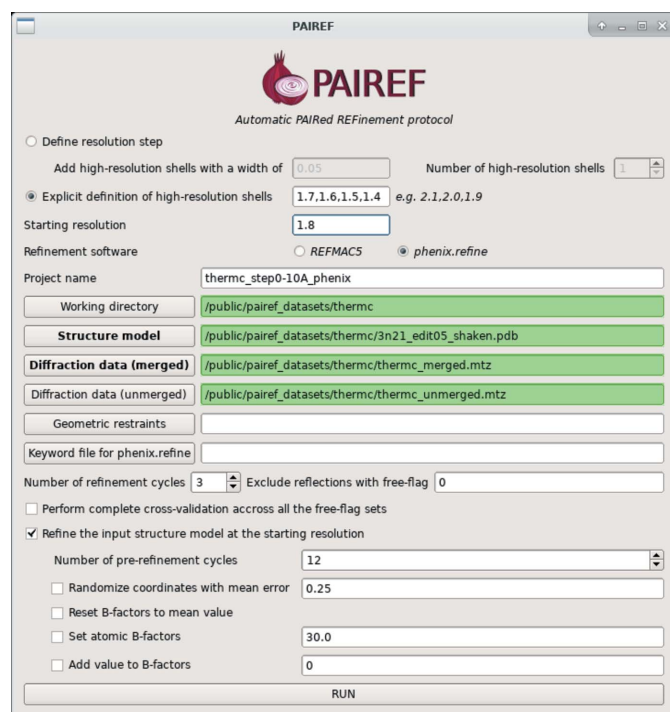 PAIREF
PAIREF
Automatic PAIRed REFinement protocol
Define resolution step
Add high-resolution shells with a width of 0.05 Number of high-resolution shells 1
Explicit definition of high-resolution shells 1.7,1.6,1.5,1.4 e.g. 2.1,2.0,1.9
Starting resolution 1.8
Refinement software REFMAC5 phenix.refine
Project name thermc_step0-10A_phenix
Working directory /public/pairef_datasets/thermc
Structure model /public/pairef_datasets/thermc/3n21_edit05_shaken.pdb
Diffraction data (merged) /public/pairef_datasets/thermc/thermc_merged.mtz
Diffraction data (unmerged) /public/pairef_datasets/thermc/thermc_unmerged.mtz
Geometric restraints
Keyword file for phenix.refine
Number of refinement cycles 3 Exclude reflections with free-flag 0
Perform complete cross-validation accross all the free-flag sets
Refine the input structure model at the starting resolution
Number of pre-refinement cycles 12
Randomize coordinates with mean error 0.25
Reset B-factors to mean value
Set atomic B-factors 30.0
Add value to B-factors 0
RUN